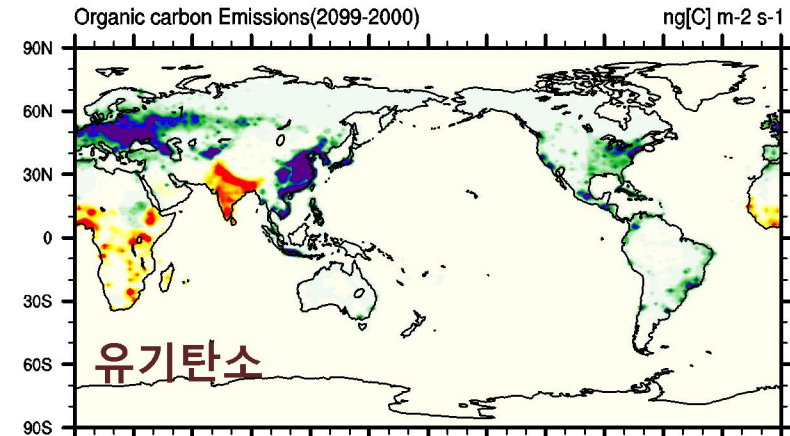 Organic carbon Emissions(2099-2000) ng[C] m-2 s-1
90N
60N
30N
0
30S
60S
90S
유기탄소